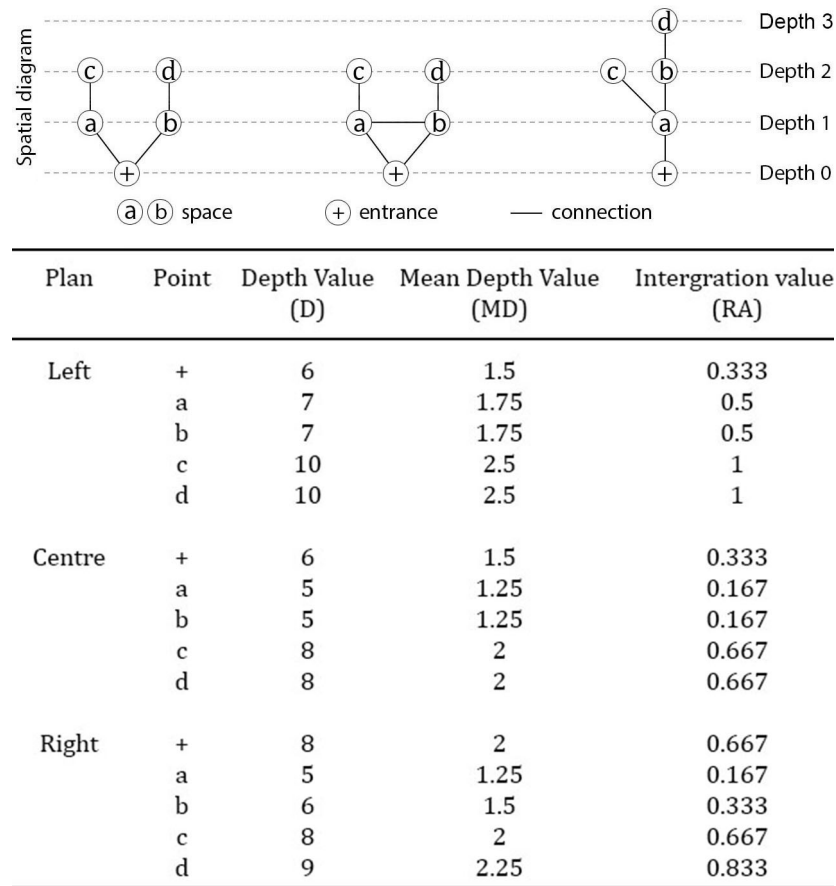 Spatial diagram
d Depth 3
c d c d c b Depth 2
a b a b a Depth 1
+ + + Depth 0
a b space + entrance — connection
Plan Point Depth Value Mean Depth Value Intergration value
(D) (MD) (RA)
Left + 6 1.5 0.333
a 7 1.75 0.5
b 7 1.75 0.5
c 10 2.5 1
d 10 2.5 1
Centre + 6 1.5 0.333
a 5 1.25 0.167
b 5 1.25 0.167
c 8 2 0.667
d 8 2 0.667
Right + 8 2 0.667
a 5 1.25 0.167
b 6 1.5 0.333
c 8 2 0.667
d 9 2.25 0.833